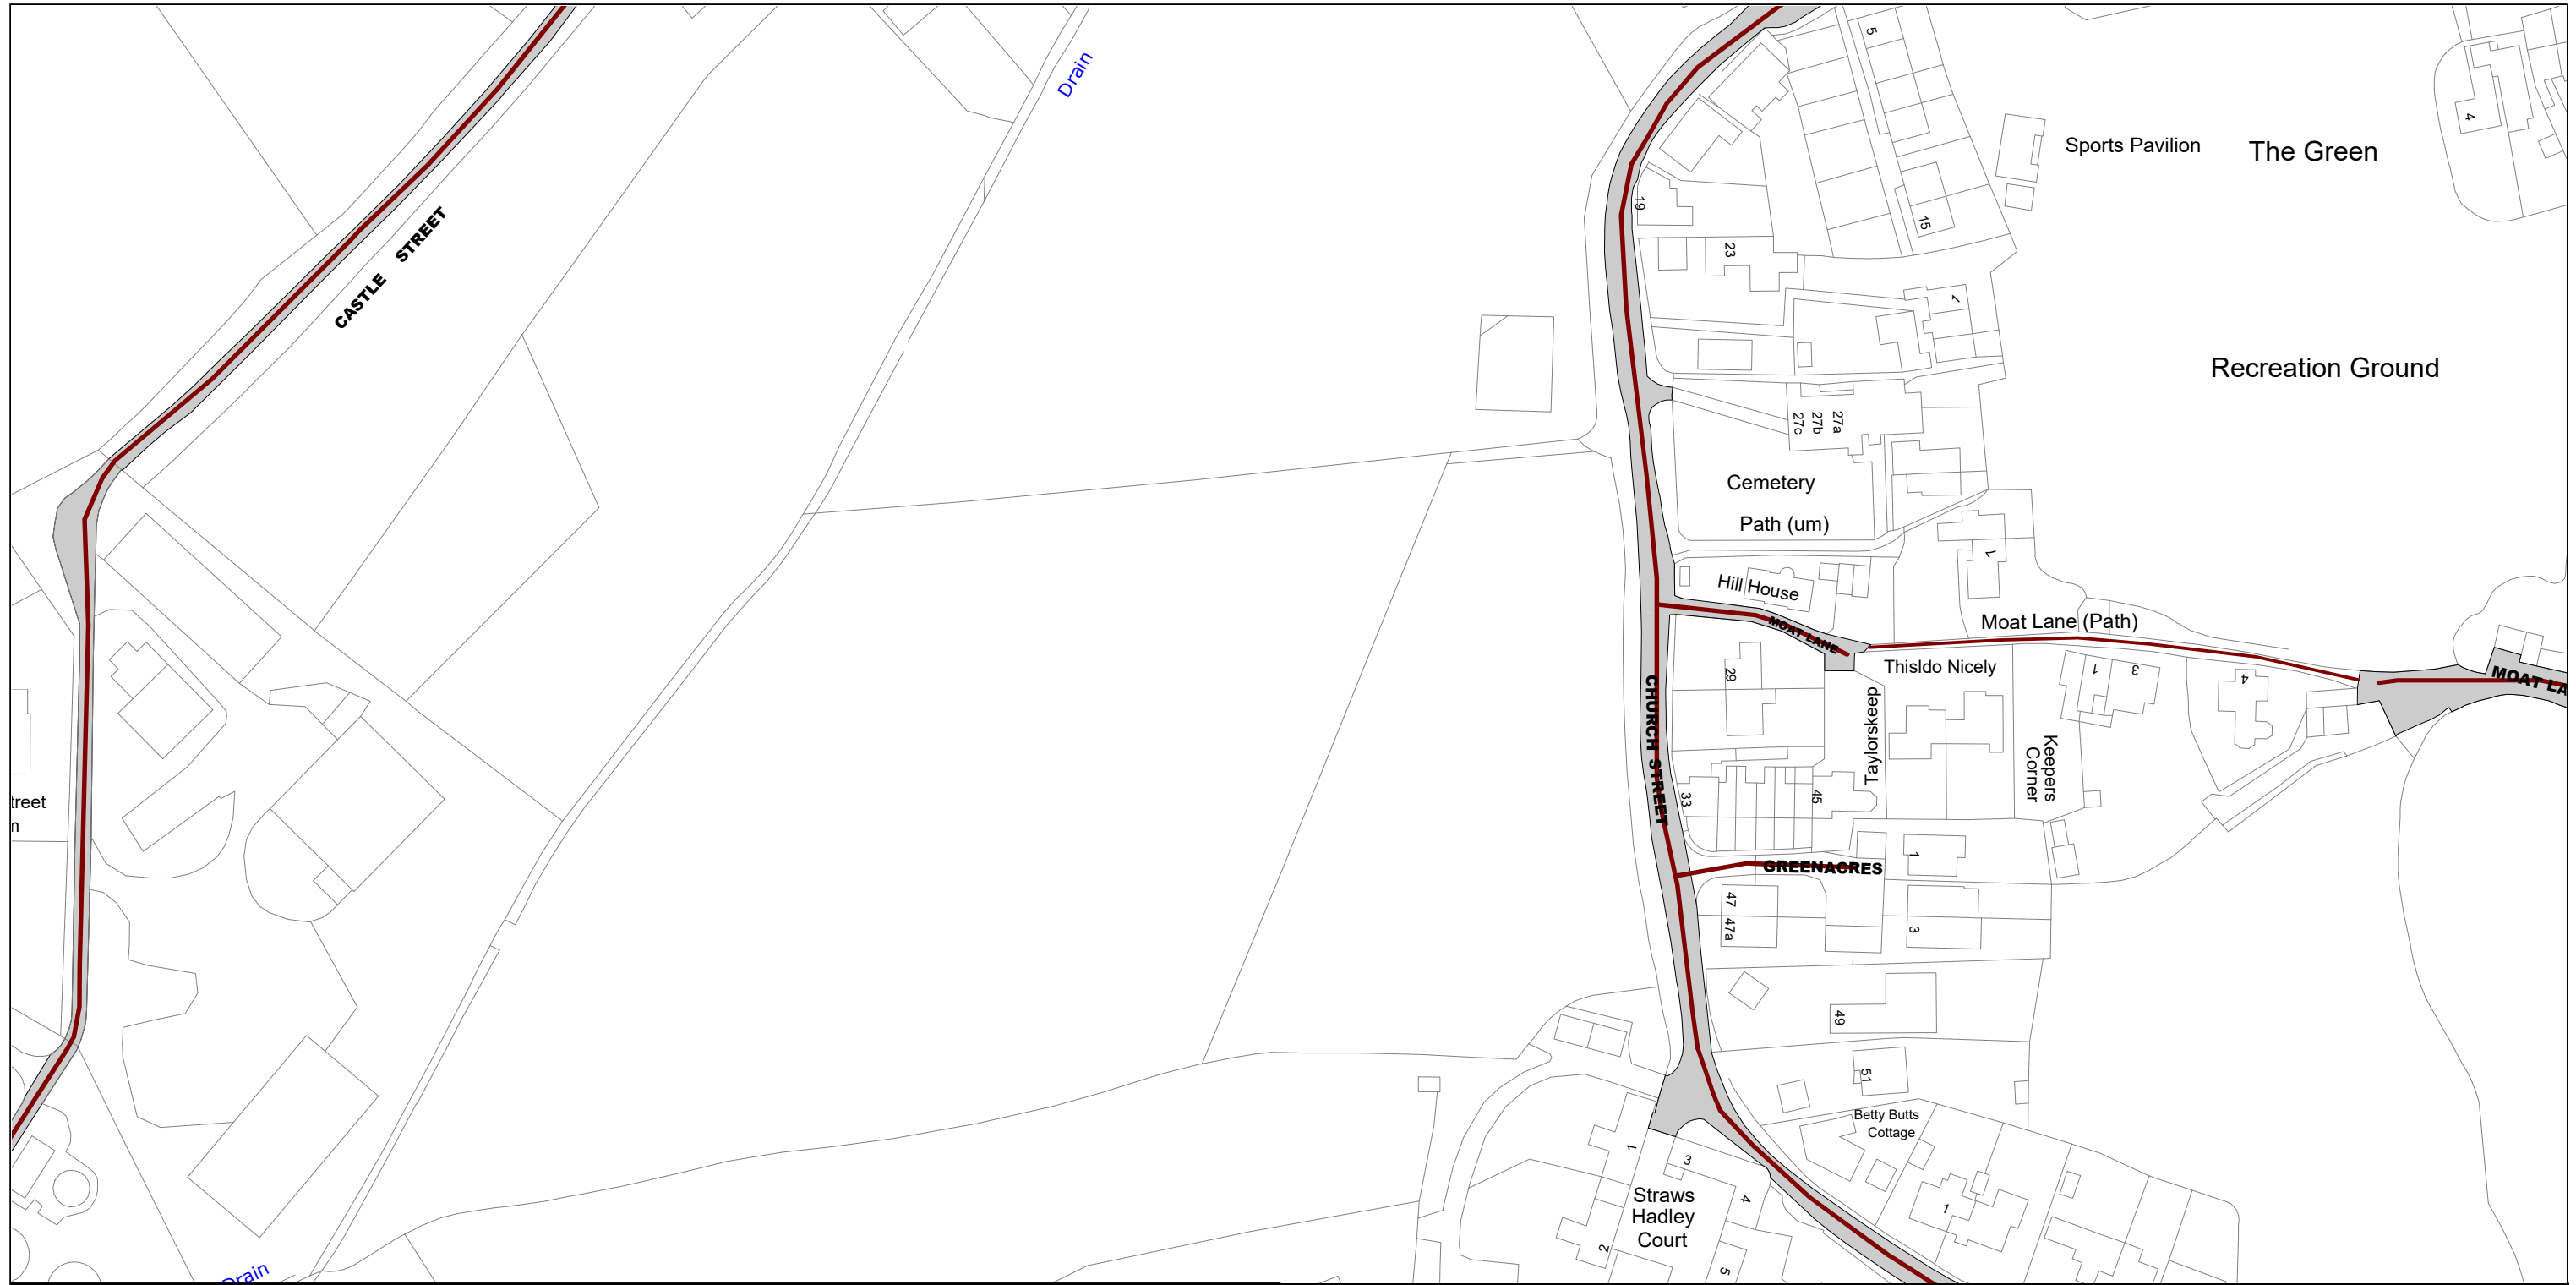 Drain
5
4
Sports Pavilion
The Green
CASTLE STREET
19
15
23
Recreation Ground
27c
27b
27a
Cemetery
Path (um)
Hill House
1
Moat Lane (Path)
MOAT LANE
Thisldo Nicely
29
1
3
4
MOAT LA
CHURCH STREET
Taylorskeep
Keepers
Corner
33
45
treet
GREENACRES
1
47
47a
3
49
51
Betty Butts
Cottage
1
3
4
Straws
Hadley
Court
2
5
1
Drain